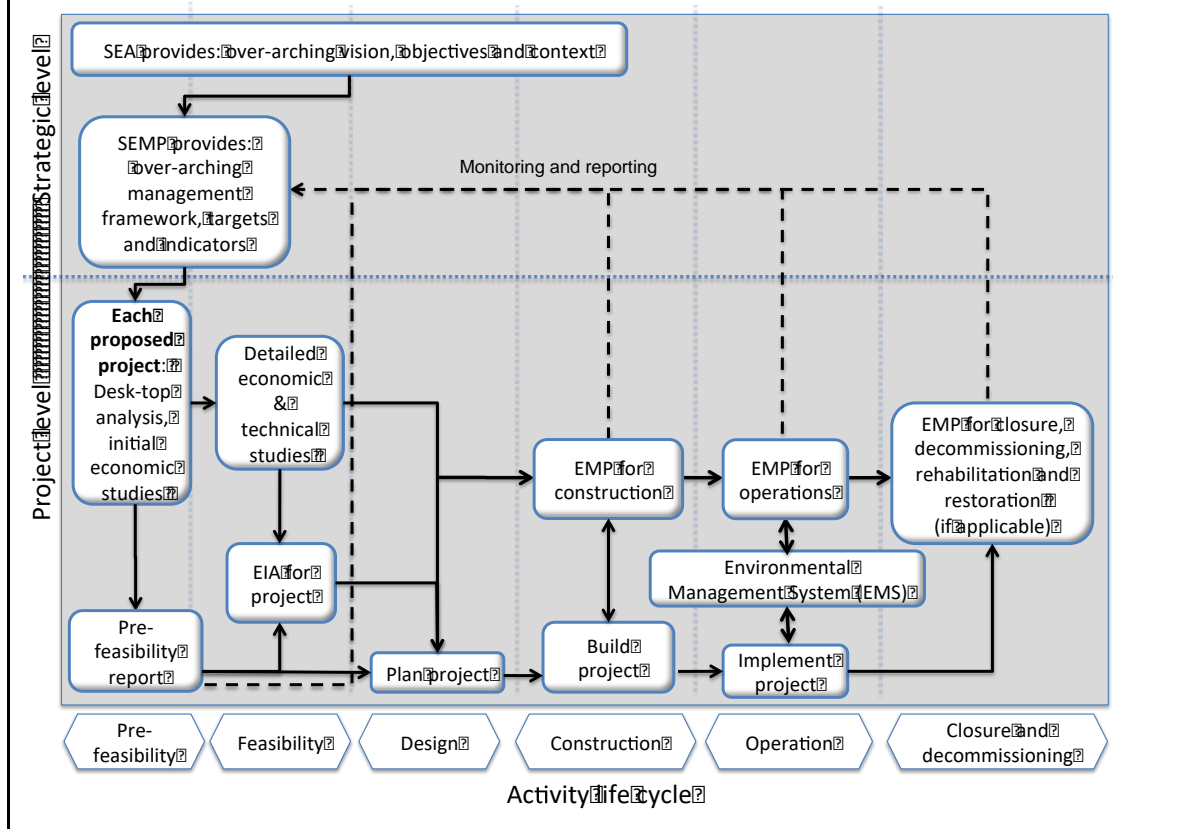 SEA provides: over-arching vision, objectives and context
SEMP provides:
over-arching
management
framework, targets
and indicators
Monitoring and reporting
Strategic level
Project level
Each
proposed
project:
Desk-top
analysis,
initial
economic
studies
Detailed
economic
&
technical
studies
EMP for
construction
EMP for
operations
EMP for closure,
decommissioning,
rehabilitation and
restoration
(if applicable)
EIA for
project
Environmental
Management System (EMS)
Pre-
feasibility
report
Plan project
Build
project
Implement
project
Pre-
feasibility
Feasibility
Design
Construction
Operation
Closure and
decommissioning
Activity life cycle